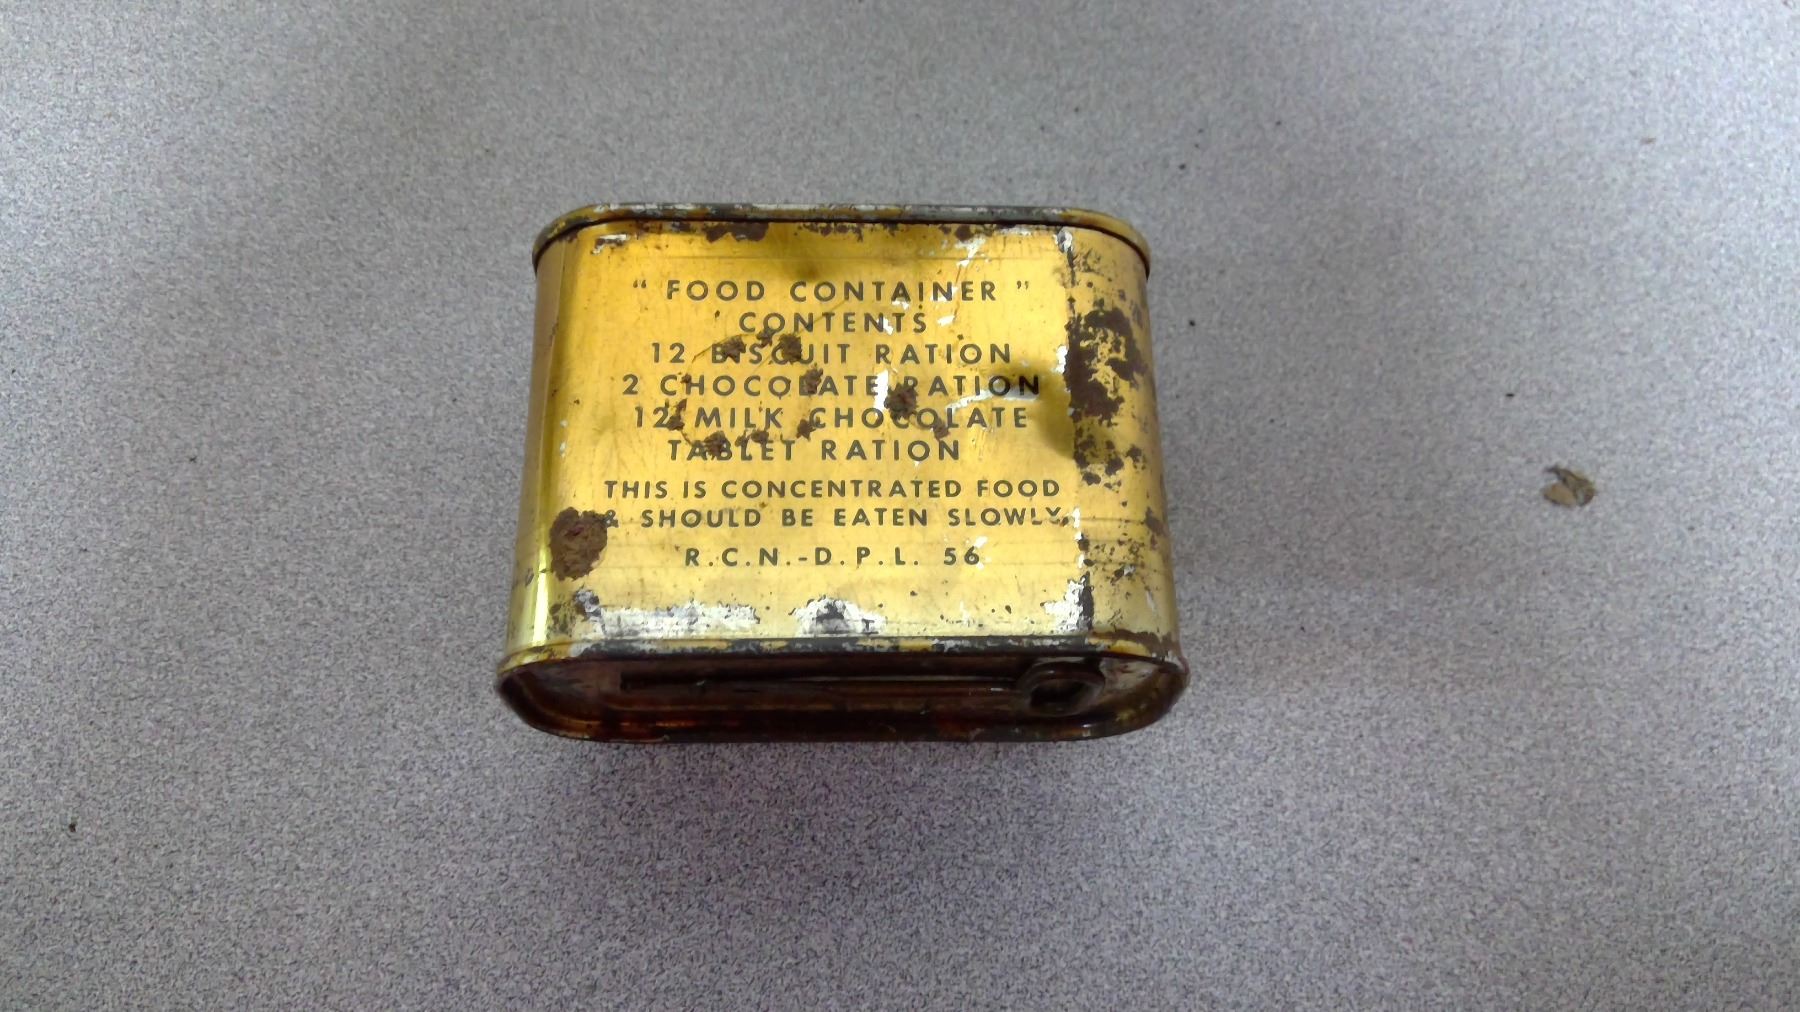 “ FOOD CONTAINER ”
CONTENTS
12 BISCUIT RATION
2 CHOCOLATE RATION
12 MILK CHOCOLATE
TABLET RATION
THIS IS CONCENTRATED FOOD
& SHOULD BE EATEN SLOWLY.
R.C.N.-D.P.L. 56